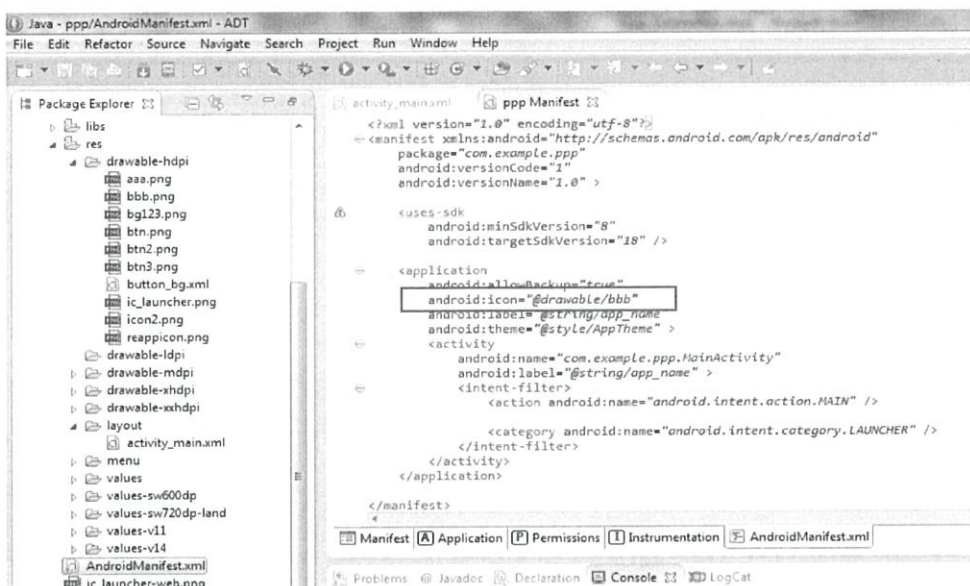 Java - ppp/AndroidManifest.xml - ADT
File Edit Refactor Source Navigate Search Project Run Window Help
Package Explorer
libs
res
drawable-hdpi
aaa.png
bbb.png
bg123.png
btn.png
btn2.png
btn3.png
button_bg.xml
ic_launcher.png
icon2.png
reappicon.png
drawable-ldpi
drawable-mdpi
drawable-xhdpi
drawable-xxhdpi
layout
activity_main.xml
menu
values
values-sw600dp
values-sw720dp-land
values-v11
values-v14
AndroidManifest.xml
ic_launcher-web.png
activity_main.xml ppp Manifest
<?xml version="1.0" encoding="utf-8"?>
<manifest xmlns:android="http://schemas.android.com/apk/res/android"
package="com.example.ppp"
android:versionCode="1"
android:versionName="1.0" >
<uses-sdk
android:minSdkVersion="8"
android:targetSdkVersion="18" />
<application
android:allowBackup="true"
android:icon="@drawable/bbb"
android:label="@string/app_name"
android:theme="@style/AppTheme" >
<activity
android:name="com.example.ppp.MainActivity"
android:label="@string/app_name" >
<intent-filter>
<action android:name="android.intent.action.MAIN" />
<category android:name="android.intent.category.LAUNCHER" />
</intent-filter>
</activity>
</application>
</manifest>
Manifest A Application P Permissions I Instrumentation F AndroidManifest.xml
Problems @ Javadoc Declaration Console LogCat